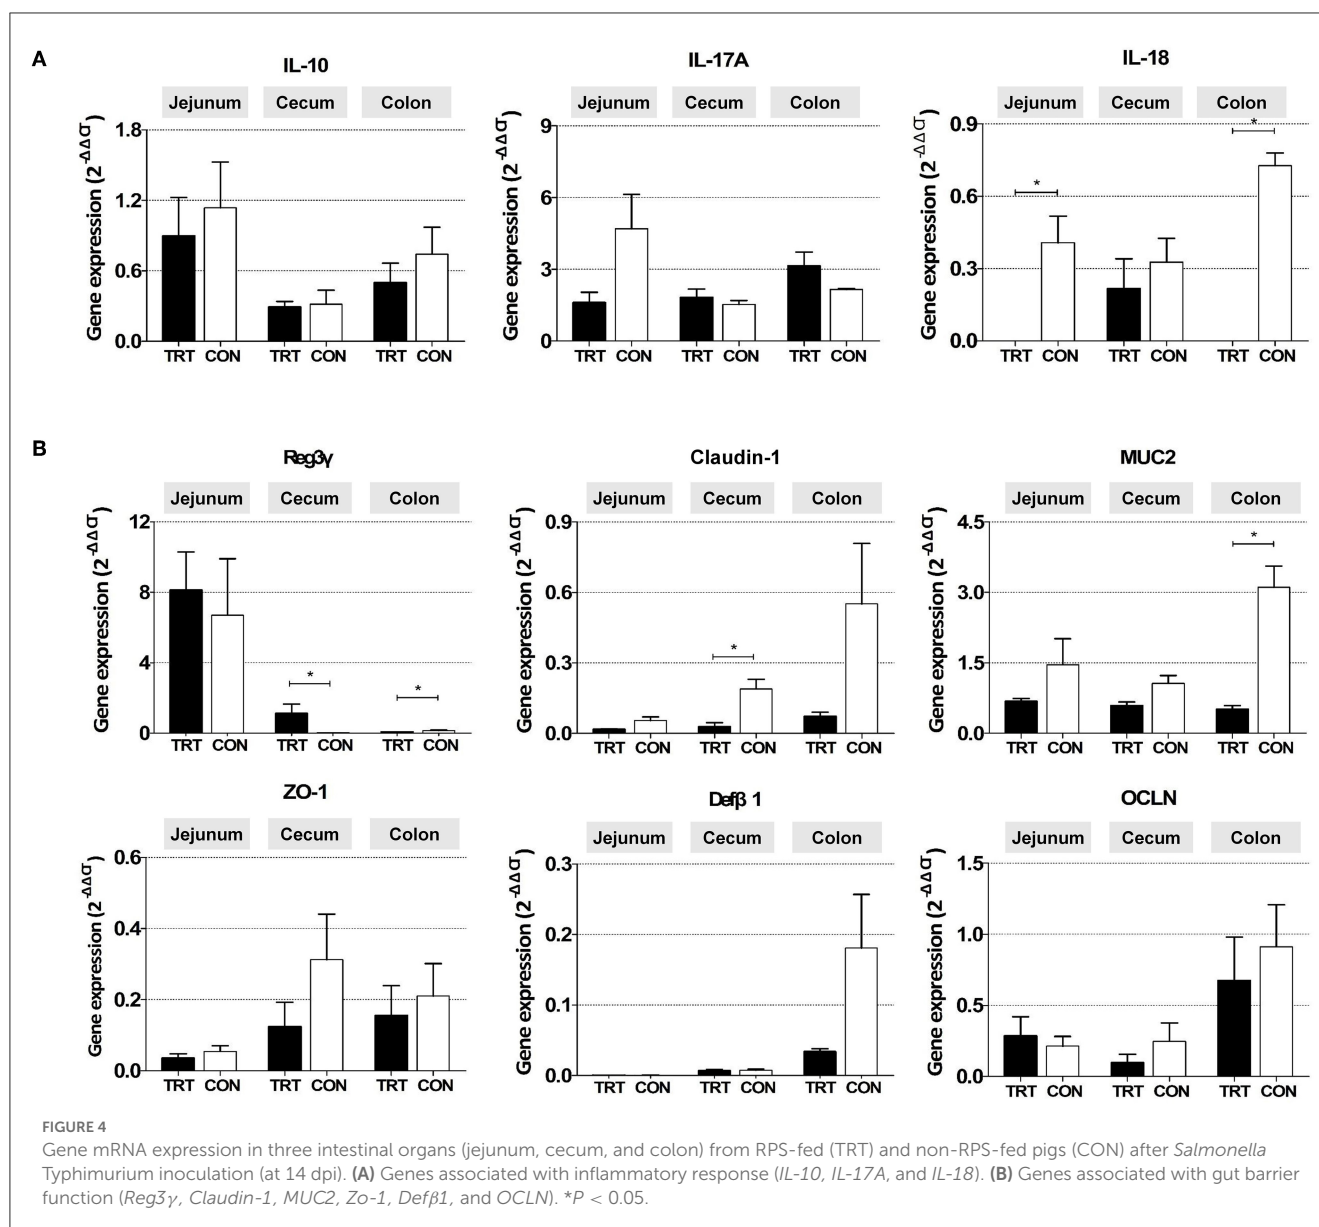 A
IL-10
IL-17A
IL-18
Jejunum Cecum Colon
Jejunum Cecum Colon
Jejunum Cecum Colon
Gene expression (2^-ΔΔCT)
1.8
1.2
0.6
0.0
TRT CON TRT CON TRT CON
Gene expression (2^-ΔΔCT)
9
6
3
0
TRT CON TRT CON TRT CON
Gene expression (2^-ΔΔCT)
0.9
0.6
0.3
0.0
*
*
TRT CON TRT CON TRT CON
B
Reg3γ
Claudin-1
MUC2
Jejunum Cecum Colon
Jejunum Cecum Colon
Jejunum Cecum Colon
Gene expression (2^-ΔΔCT)
12
8
4
0
*
*
TRT CON TRT CON TRT CON
Gene expression (2^-ΔΔCT)
0.9
0.6
0.3
0.0
*
TRT CON TRT CON TRT CON
Gene expression (2^-ΔΔCT)
4.5
3.0
1.5
0.0
*
TRT CON TRT CON TRT CON
ZO-1
Defβ 1
OCLN
Jejunum Cecum Colon
Jejunum Cecum Colon
Jejunum Cecum Colon
Gene expression (2^-ΔΔCT)
0.6
0.4
0.2
0.0
TRT CON TRT CON TRT CON
Gene expression (2^-ΔΔCT)
0.3
0.2
0.1
0.0
TRT CON TRT CON TRT CON
Gene expression (2^-ΔΔCT)
1.5
1.0
0.5
0.0
TRT CON TRT CON TRT CON
FIGURE 4
Gene mRNA expression in three intestinal organs (jejunum, cecum, and colon) from RPS-fed (TRT) and non-RPS-fed pigs (CON) after Salmonella
Typhimurium inoculation (at 14 dpi). (A) Genes associated with inflammatory response (IL-10, IL-17A, and IL-18). (B) Genes associated with gut barrier
function (Reg3γ, Claudin-1, MUC2, Zo-1, Defβ1, and OCLN). *P < 0.05.